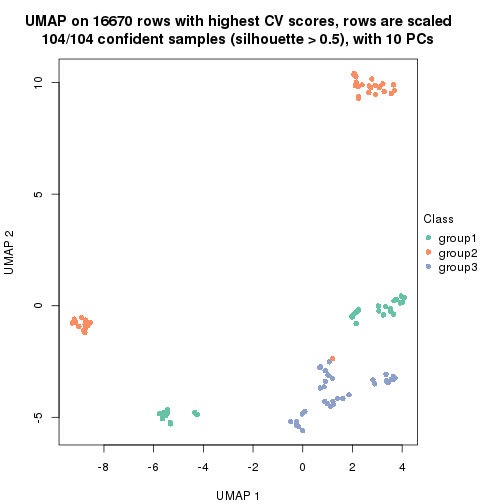 UMAP on 16670 rows with highest CV scores, rows are scaled
104/104 confident samples (silhouette > 0.5), with 10 PCs
10
5
0
-5
UMAP 2
-8
-6
-4
-2
0
2
4
UMAP 1
Class
group1
group2
group3